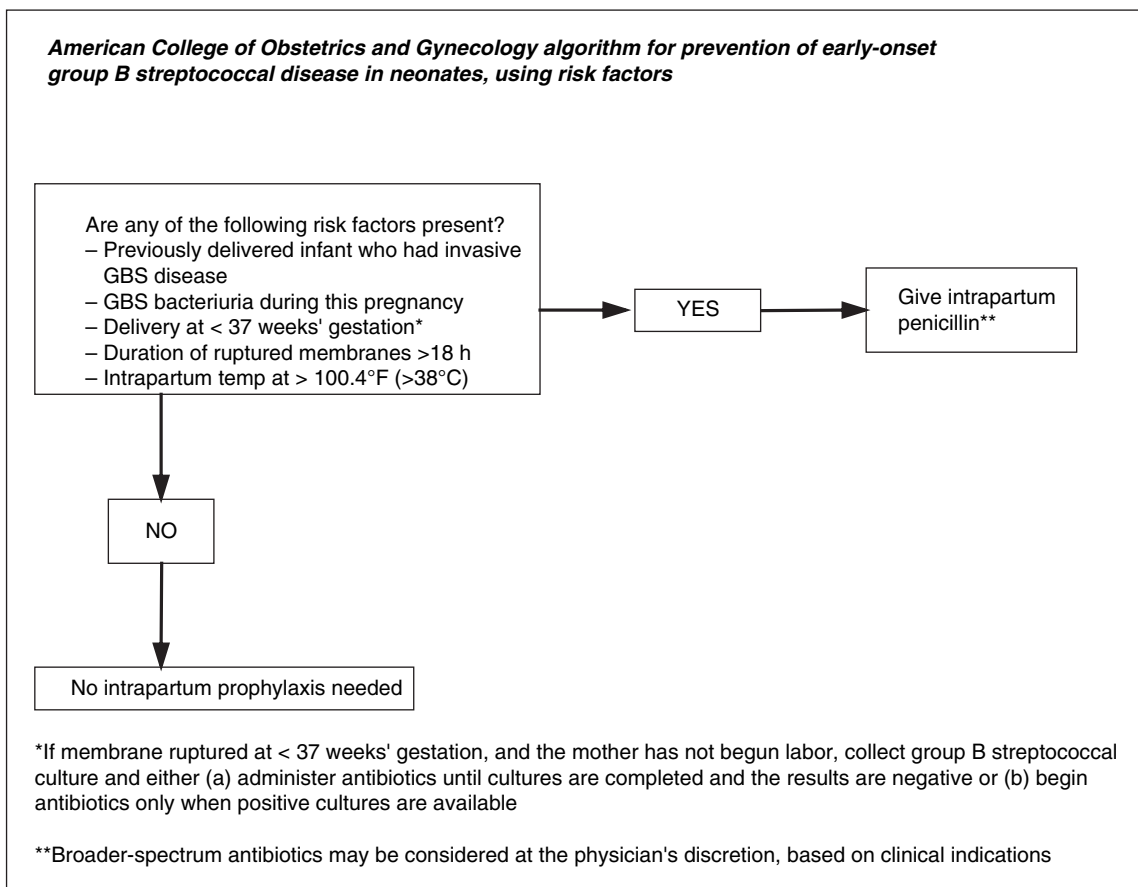 American College of Obstetrics and Gynecology algorithm for prevention of early-onset
group B streptococcal disease in neonates, using risk factors
Are any of the following risk factors present?
– Previously delivered infant who had invasive
GBS disease
– GBS bacteriuria during this pregnancy
– Delivery at < 37 weeks' gestation*
– Duration of ruptured membranes >18 h
– Intrapartum temp at > 100.4°F (>38°C)
YES
Give intrapartum
penicillin**
NO
No intrapartum prophylaxis needed
*If membrane ruptured at < 37 weeks' gestation, and the mother has not begun labor, collect group B streptococcal
culture and either (a) administer antibiotics until cultures are completed and the results are negative or (b) begin
antibiotics only when positive cultures are available
**Broader-spectrum antibiotics may be considered at the physician's discretion, based on clinical indications